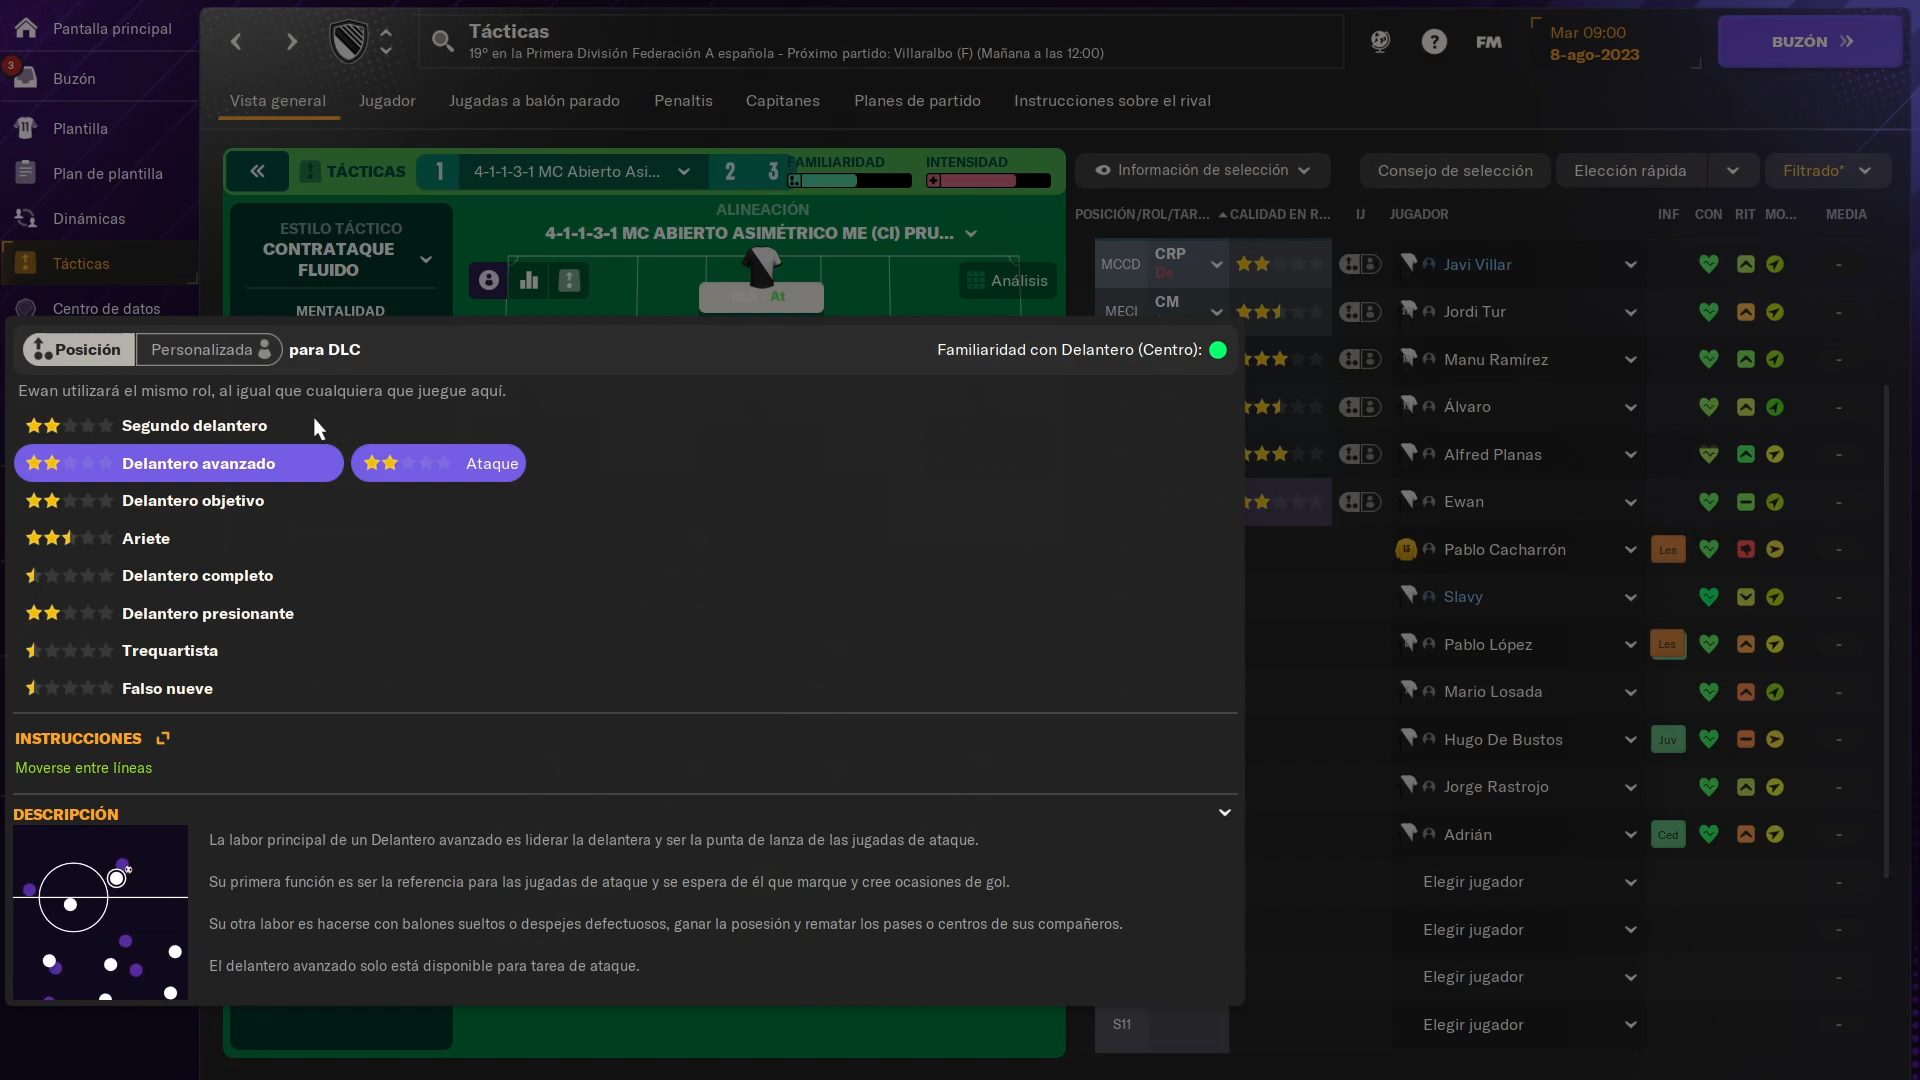 Pantalla principal
3
Buzón
Plantilla
Plan de plantilla
Dinámicas
Tácticas
Centro de datos
Tácticas
19º en la Primera División Federación A española - Próximo partido: Villaralbo (F) (Mañana a las 12:00)
?
FM
Mar 09:00
8-ago-2023
BUZÓN
Vista general
Jugador
Jugadas a balón parado
Penaltis
Capitanes
Planes de partido
Instrucciones sobre el rival
TÁCTICAS
1
4-1-1-3-1 MC Abierto Asi...
2
3
FAMILIARIDAD
INTENSIDAD
ESTILO TÁCTICO
CONTRATAQUE
FLUIDO
MENTALIDAD
ALINEACIÓN
4-1-1-3-1 MC ABIERTO ASIMÉTRICO ME (CI) PRU...
At
Análisis
Información de selección
Consejo de selección
Elección rápida
Filtrado*
POSICIÓN/ROL/TAR...
CALIDAD EN R...
IJ
JUGADOR
INF
CON
RIT
MO...
MEDIA
MCCD
CRP
De
Javi Villar
-
MECI
CM
Jordi Tur
-
Manu Ramírez
-
Álvaro
-
Alfred Planas
-
Ewan
-
Pablo Cacharrón
Les
-
Slavy
-
Pablo López
Les
-
Mario Losada
-
Hugo De Bustos
Juv
-
Jorge Rastrojo
-
Adrián
Ced
-
Elegir jugador
-
Elegir jugador
-
Elegir jugador
-
S11
Elegir jugador
-
Posición
Personalizada
para DLC
Familiaridad con Delantero (Centro):
Ewan utilizará el mismo rol, al igual que cualquiera que juegue aquí.
Segundo delantero
Delantero avanzado
Ataque
Delantero objetivo
Ariete
Delantero completo
Delantero presionante
Trequartista
Falso nueve
INSTRUCCIONES
Moverse entre líneas
DESCRIPCIÓN
La labor principal de un Delantero avanzado es liderar la delantera y ser la punta de lanza de las jugadas de ataque.
Su primera función es ser la referencia para las jugadas de ataque y se espera de él que marque y cree ocasiones de gol.
Su otra labor es hacerse con balones sueltos o despejes defectuosos, ganar la posesión y rematar los pases o centros de sus compañeros.
El delantero avanzado solo está disponible para tarea de ataque.